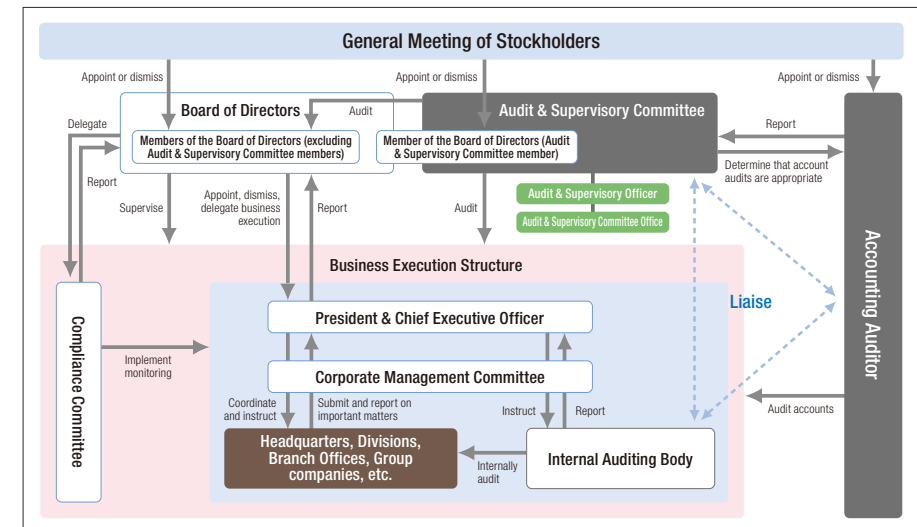 General Meeting of Stockholders
Appoint or dismiss
Appoint or dismiss
Appoint or dismiss
Board of Directors
Audit
Audit & Supervisory Committee
Delegate
Members of the Board of Directors (excluding
Audit & Supervisory Committee members)
Member of the Board of Directors (Audit
& Supervisory Committee member)
Report
Determine that account
audits are appropriate
Report
Supervise
Appoint, dismiss,
delegate business
execution
Report
Audit
Audit & Supervisory Officer
Audit & Supervisory Committee Office
Business Execution Structure
Liaise
Accounting Auditor
Compliance Committee
President & Chief Executive Officer
Implement
monitoring
Corporate Management Committee
Coordinate
and instruct
Submit and report on
important matters
Instruct
Report
Audit accounts
Headquarters, Divisions,
Branch Offices, Group
companies, etc.
Internally
audit
Internal Auditing Body